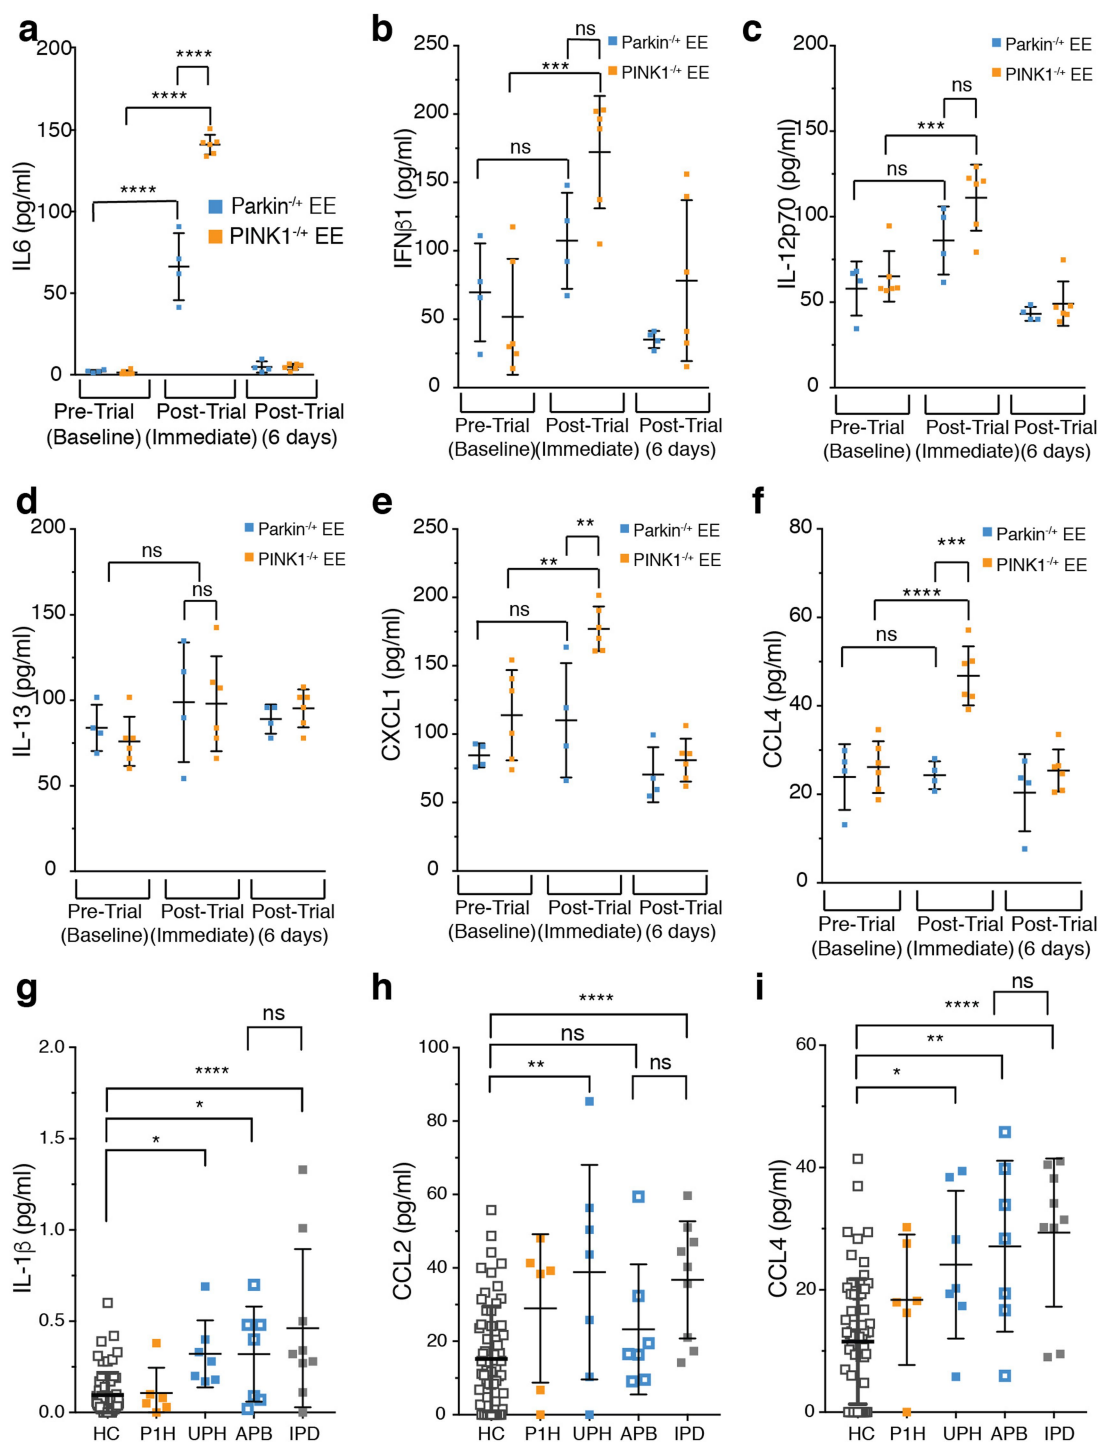 a
IL6 (pg/ml)
200
150
100
50
0
****
****
****
Parkin-/+ EE
PINK1-/+ EE
Pre-Trial Post-Trial Post-Trial
(Baseline) (Immediate) (6 days)
b
IFNβ1 (pg/ml)
250
200
150
100
50
0
ns
***
ns
Parkin-/+ EE
PINK1-/+ EE
Pre-Trial Post-Trial Post-Trial
(Baseline)(Immediate) (6 days)
c
IL-12p70 (pg/ml)
200
150
100
50
0
ns
***
ns
Parkin-/+ EE
PINK1-/+ EE
Pre-Trial Post-Trial Post-Trial
(Baseline) (Immediate) (6 days)
d
IL-13 (pg/ml)
200
150
100
50
0
ns
ns
Parkin-/+ EE
PINK1-/+ EE
Pre-Trial Post-Trial Post-Trial
(Baseline) (Immediate) (6 days)
e
CXCL1 (pg/ml)
250
200
150
100
50
0
**
**
ns
Parkin-/+ EE
PINK1-/+ EE
Pre-Trial Post-Trial Post-Trial
(Baseline) (Immediate) (6 days)
f
CCL4 (pg/ml)
80
60
40
20
0
***
****
ns
Parkin-/+ EE
PINK1-/+ EE
Pre-Trial Post-Trial Post-Trial
(Baseline) (Immediate) (6 days)
g
IL-1β (pg/ml)
2.0
1.5
1.0
0.5
0.0
ns
****
*
*
HC P1H UPH APB IPD
h
CCL2 (pg/ml)
100
80
60
40
20
0
****
ns
**
ns
HC P1H UPH APB IPD
i
CCL4 (pg/ml)
60
40
20
0
ns
****
**
*
HC P1H UPH APB IPD